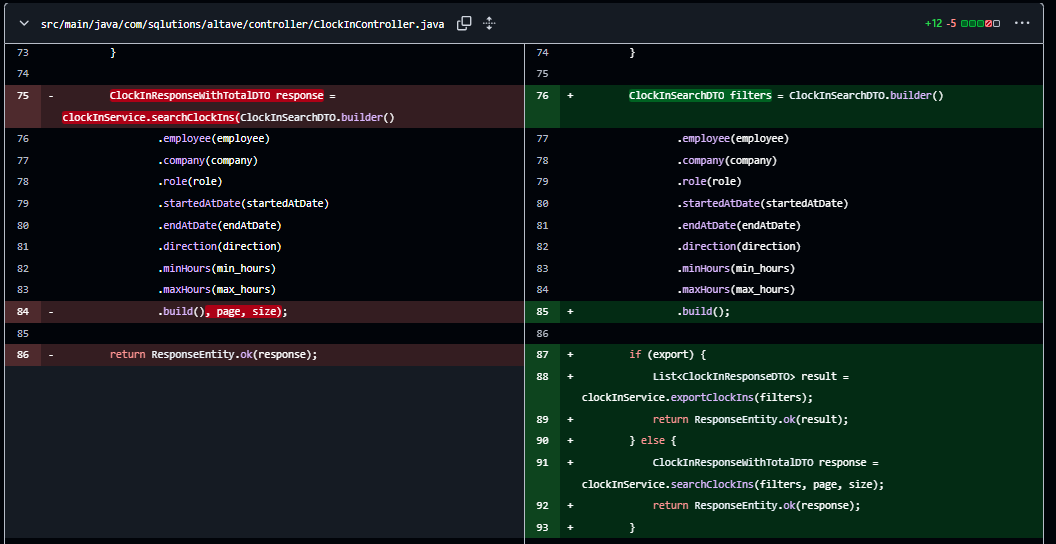 src/main/java/com/sqlutions/altave/controller/ClockInController.java +12 -5
73 }
74
75 - ClockInResponseWithTotalDTO response =
clockInService.searchClockIns(ClockInSearchDTO.builder()
76 .employee(employee)
77 .company(company)
78 .role(role)
79 .startedAtDate(startedAtDate)
80 .endAtDate(endAtDate)
81 .direction(direction)
82 .minHours(min_hours)
83 .maxHours(max_hours)
84 - .build(), page, size);
85
86 - return ResponseEntity.ok(response);
74 }
75
76 + ClockInSearchDTO filters = ClockInSearchDTO.builder()
77 .employee(employee)
78 .company(company)
79 .role(role)
80 .startedAtDate(startedAtDate)
81 .endAtDate(endAtDate)
82 .direction(direction)
83 .minHours(min_hours)
84 .maxHours(max_hours)
85 + .build();
86
87 + if (export) {
88 + List<ClockInResponseDTO> result =
clockInService.exportClockIns(filters);
89 + return ResponseEntity.ok(result);
90 + } else {
91 + ClockInResponseWithTotalDTO response =
clockInService.searchClockIns(filters, page, size);
92 + return ResponseEntity.ok(response);
93 + }